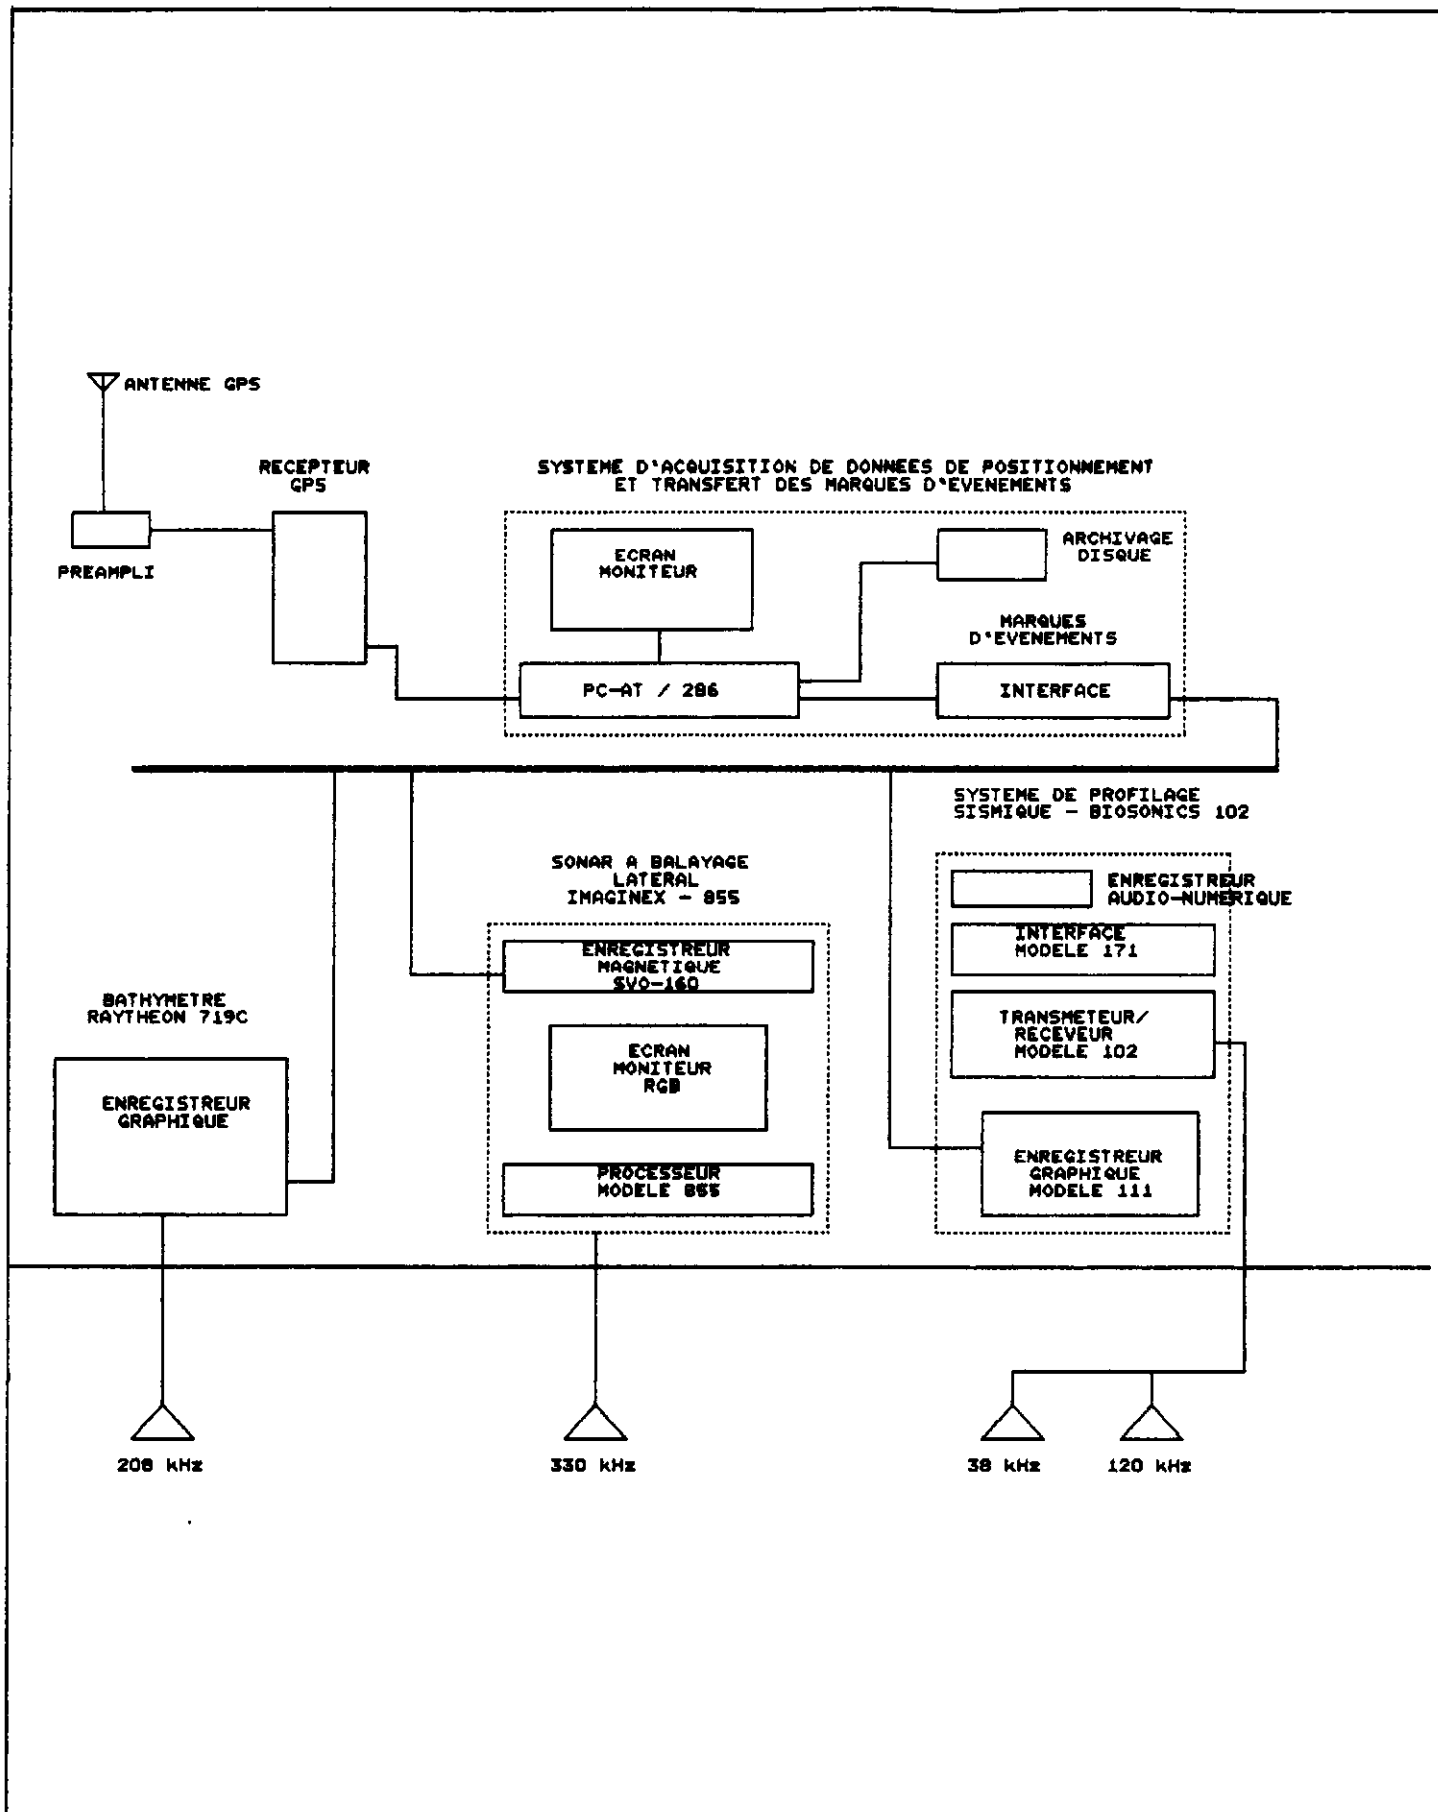 ANTENNE GPS
RECEPTEUR
GPS
PREAMPLI
SYSTEME D'ACQUISITION DE DONNEES DE POSITIONNEMENT
ET TRANSFERT DES MARQUES D'EVENEMENTS
ECRAN
MONITEUR
ARCHIVAGE
DISQUE
MARQUES
D'EVENEMENTS
PC-AT / 286
INTERFACE
SYSTEME DE PROFILAGE
SISMIQUE - BIOSONICS 102
SONAR A BALAYAGE
LATERAL
IMAGINEX - 855
ENREGISTREUR
AUDIO-NUMERIQUE
INTERFACE
MODELE 171
ENREGISTREUR
MAGNETIQUE
SVO-160
BATHYMETRE
RAYTHEON 719C
TRANSMETEUR/
RECEVEUR
MODELE 102
ECRAN
MONITEUR
RGB
ENREGISTREUR
GRAPHIQUE
ENREGISTREUR
GRAPHIQUE
MODELE 111
PROCESSEUR
MODELE 855
208 kHz
330 kHz
38 kHz
120 kHz